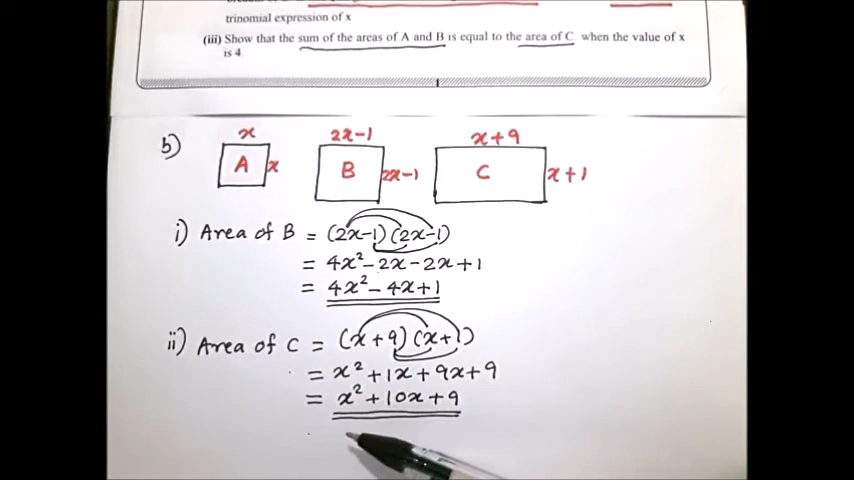 trinomial expression of x
(iii) Show that the sum of the areas of A and B is equal to the area of C when the value of x
is 4.
b)
x 2x-1 x+9
A x B 2x-1 C x+1
i) Area of B = (2x-1)(2x-1)
= 4x²-2x-2x+1
= 4x²-4x+1
ii) Area of C = (x+9)(x+1)
= x²+1x+9x+9
= x²+10x+9